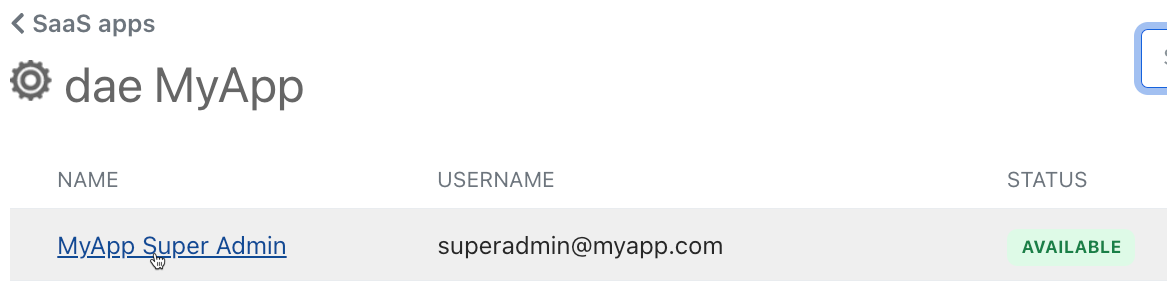 SaaS apps
dae MyApp
NAME USERNAME STATUS
MyApp Super Admin superadmin@myapp.com AVAILABLE